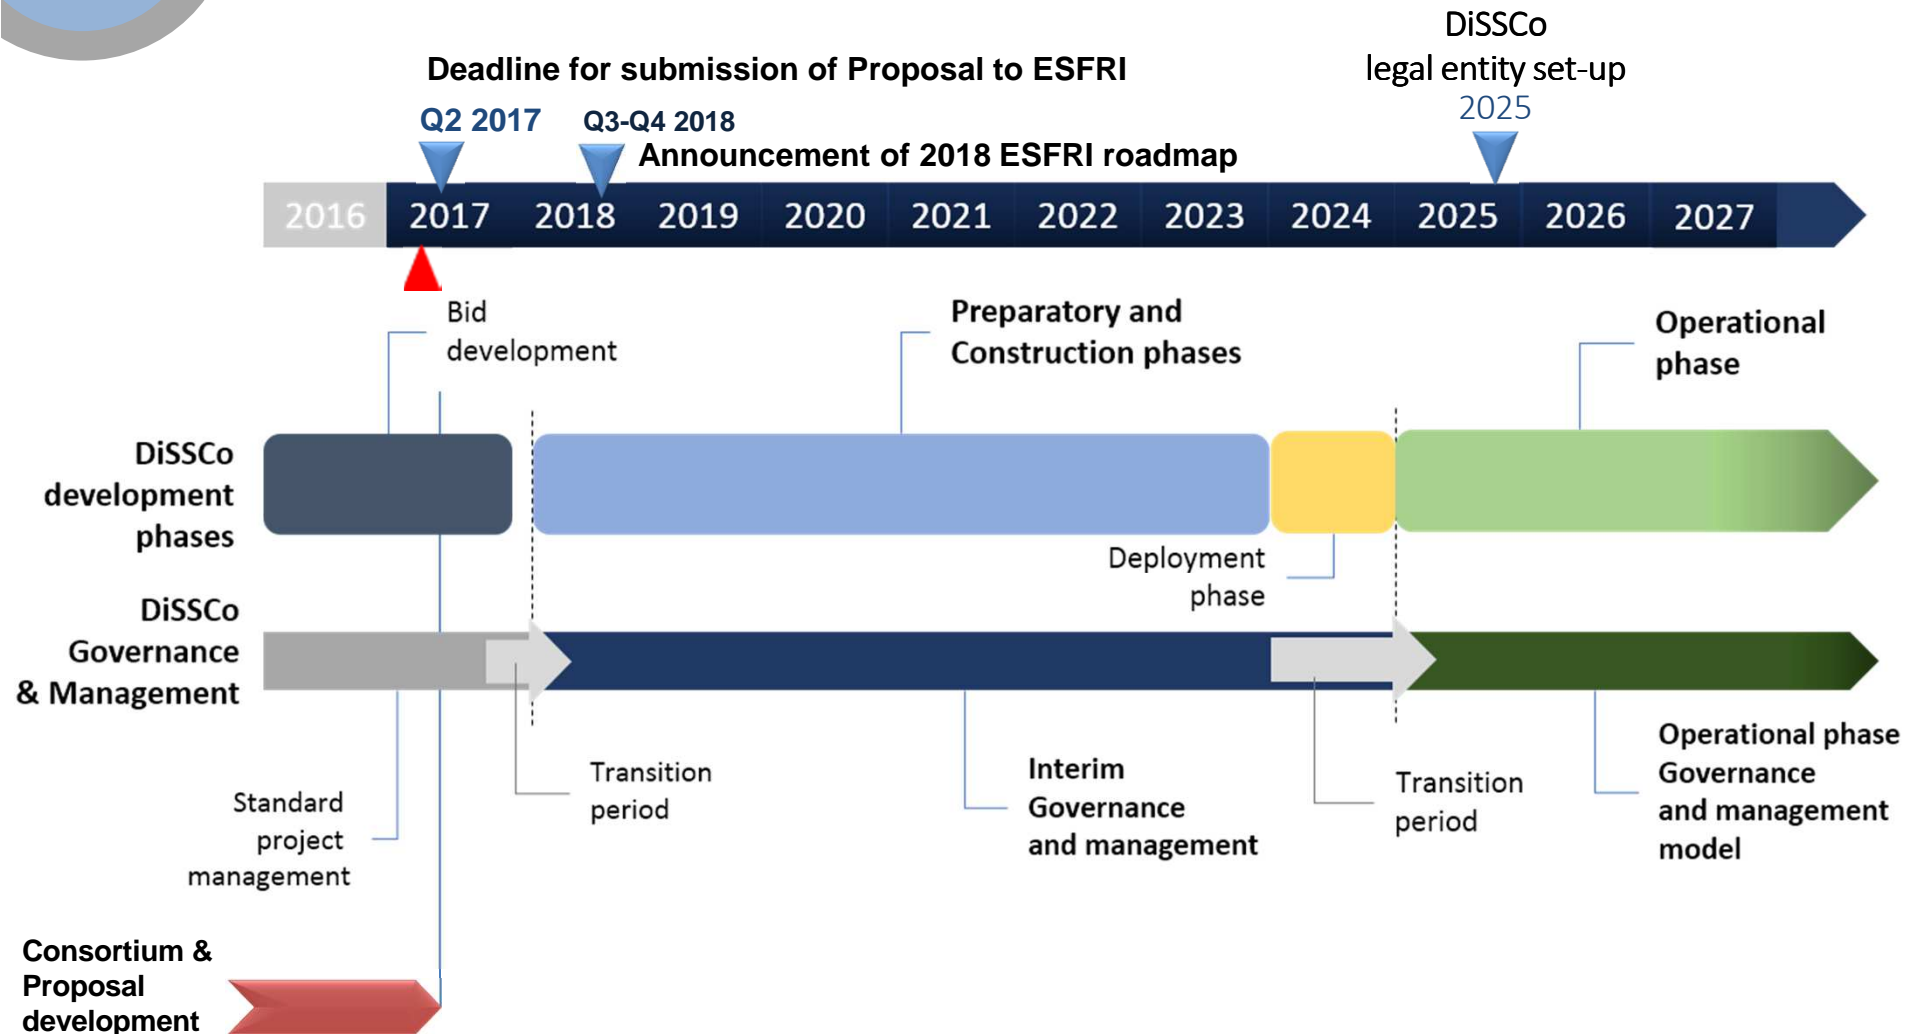 DiSSCo
legal entity set-up
2025
Deadline for submission of Proposal to ESFRI
Q2 2017
Q3-Q4 2018
Announcement of 2018 ESFRI roadmap
2016 2017 2018 2019 2020 2021 2022 2023 2024 2025 2026 2027
Bid
development
Preparatory and
Construction phases
Operational
phase
DiSSCo
development
phases
Deployment
phase
DiSSCo
Governance
& Management
Standard
project
management
Transition
period
Interim
Governance
and management
Transition
period
Operational phase
Governance
and management
model
Consortium &
Proposal
development